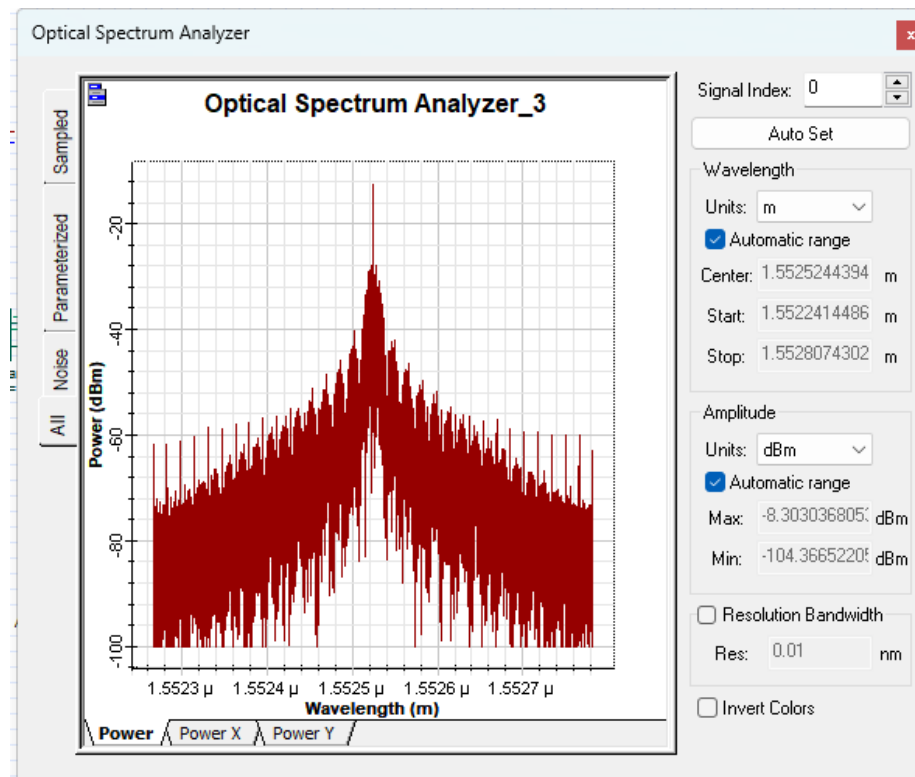 Optical Spectrum Analyzer
x
Optical Spectrum Analyzer_3
Sampled
Parameterized
Noise
All
Power (dBm)
-20
-40
-60
-80
-100
1.5523 µ 1.5524 µ 1.5525 µ 1.5526 µ 1.5527 µ
Wavelength (m)
Power Power X Power Y
Signal Index: 0
Auto Set
Wavelength
Units: m
Automatic range
Center: 1.5525244394 m
Start: 1.5522414486 m
Stop: 1.5528074302 m
Amplitude
Units: dBm
Automatic range
Max: -8.3030368053 dBm
Min: -104.36652205 dBm
Resolution Bandwidth
Res: 0.01 nm
Invert Colors